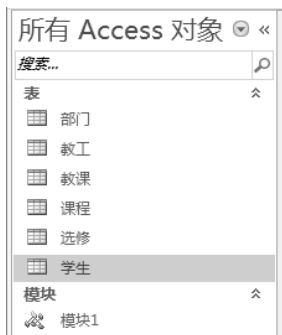 所有 Access 对象
搜索...
表
部门
教工
教课
课程
选修
学生
模块
模块1